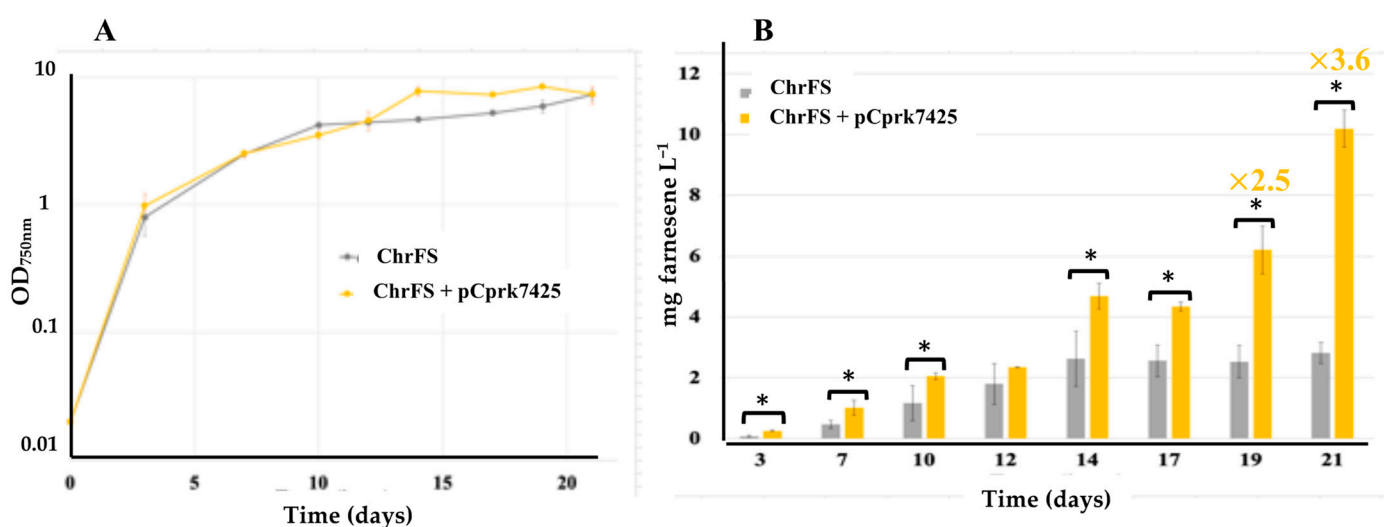 A
10
1
0.1
0.01
OD750nm
ChrFS
ChrFS + pCprk7425
0 5 10 15 20
Time (days)
B
12
10
8
6
4
2
0
mg farnesene L⁻¹
ChrFS
ChrFS + pCprk7425
×3.6
*
×2.5
*
*
*
*
*
*
3 7 10 12 14 17 19 21
Time (days)